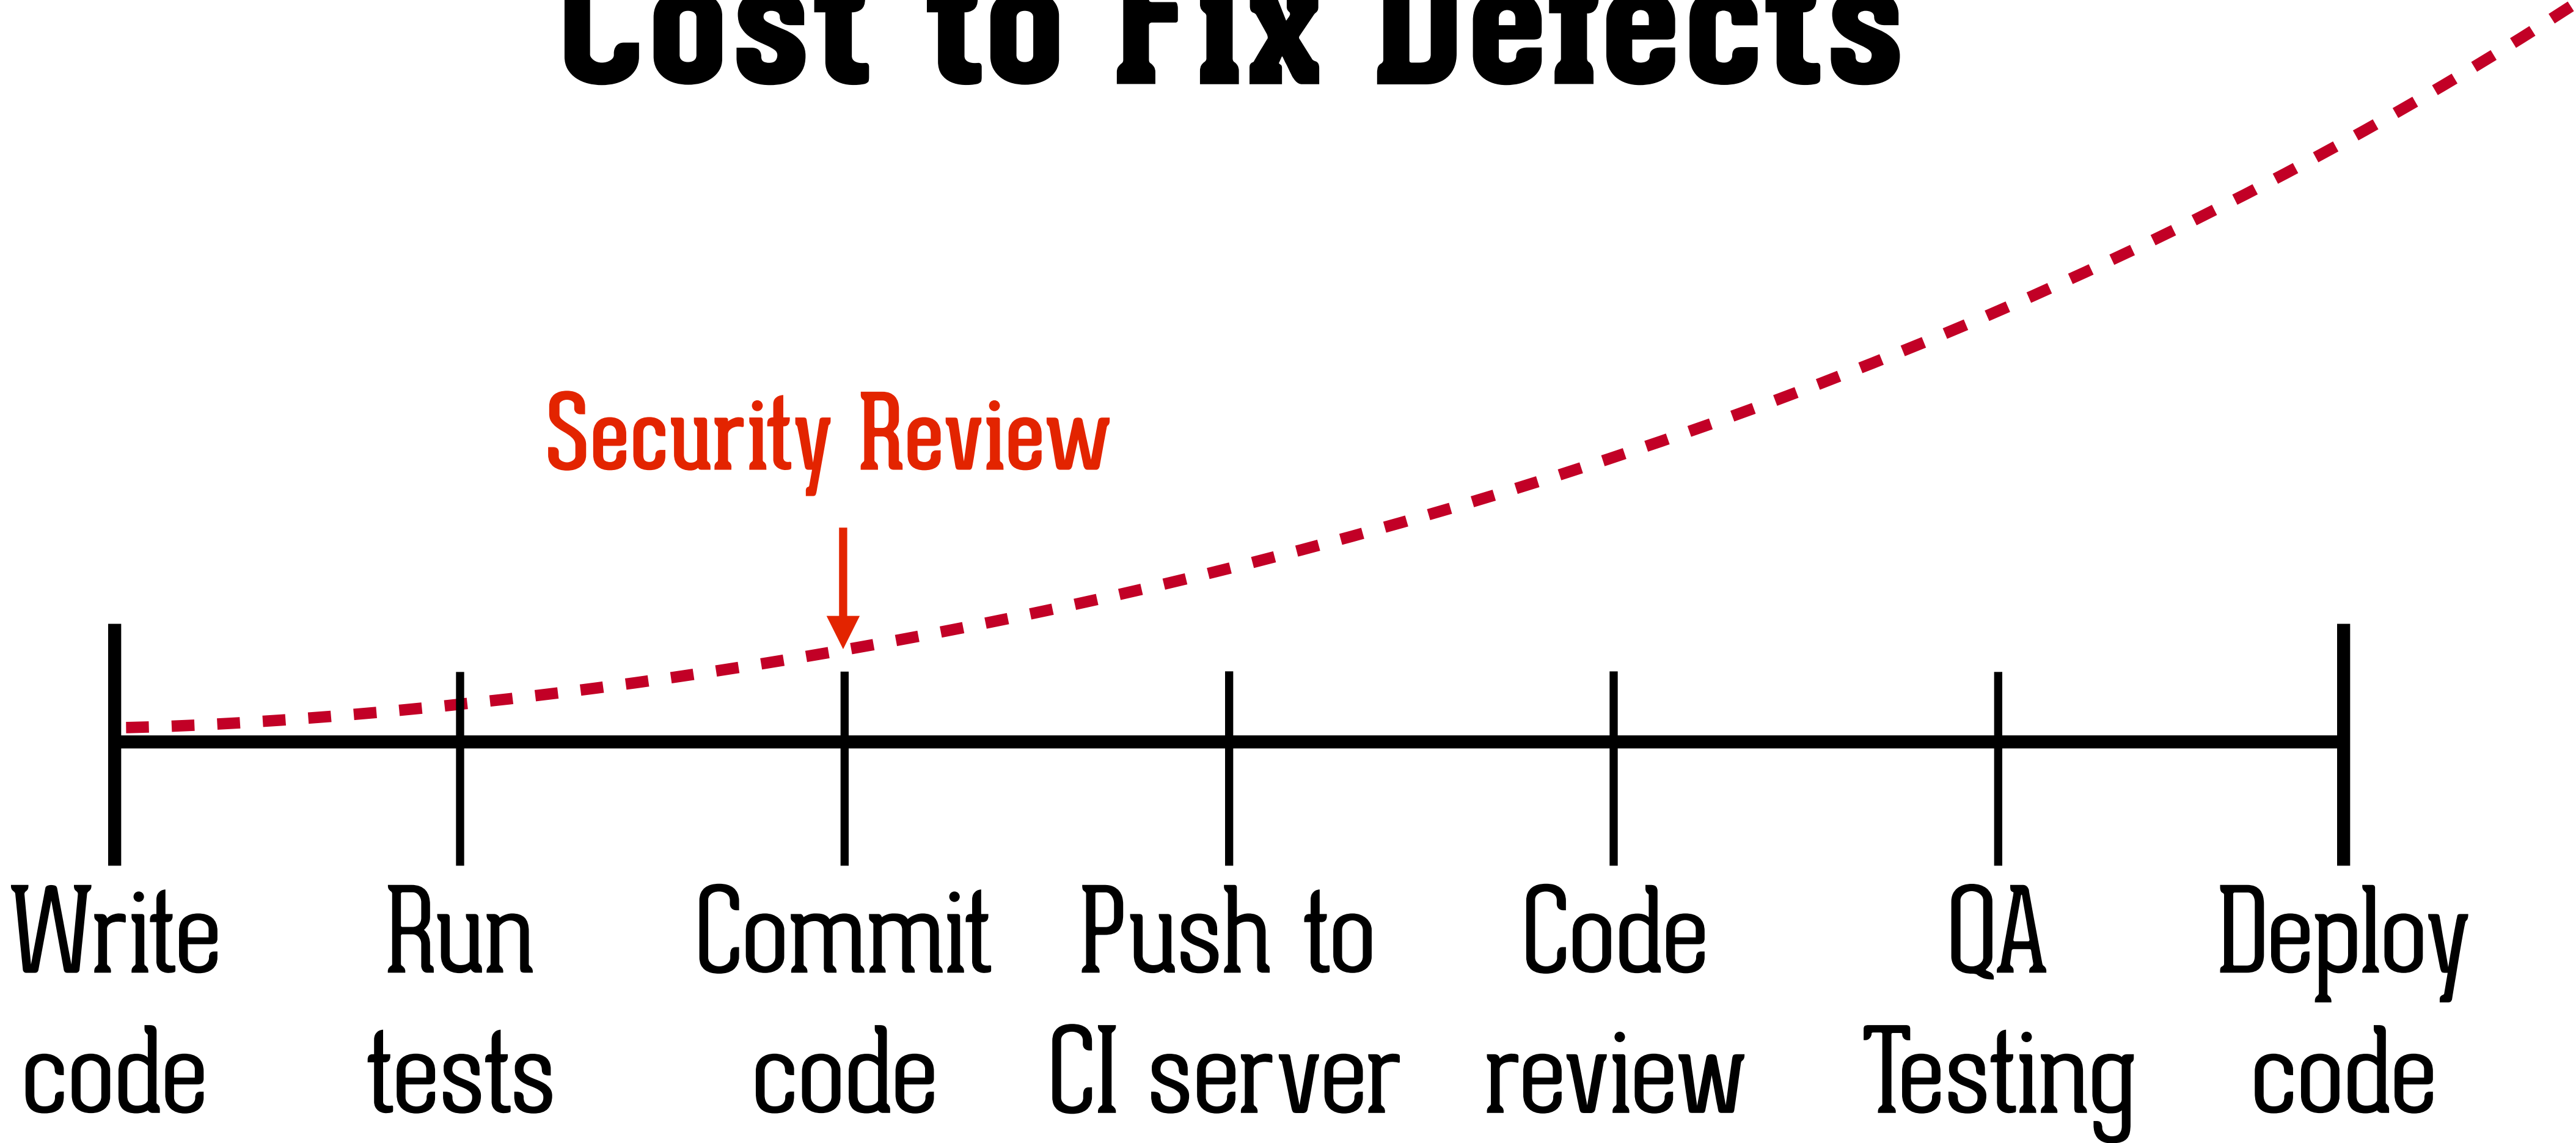 Cost to Fix Defects
Security Review
Write
code
Run
tests
Commit
code
Push to
CI server
Code
review
QA
Testing
Deploy
code